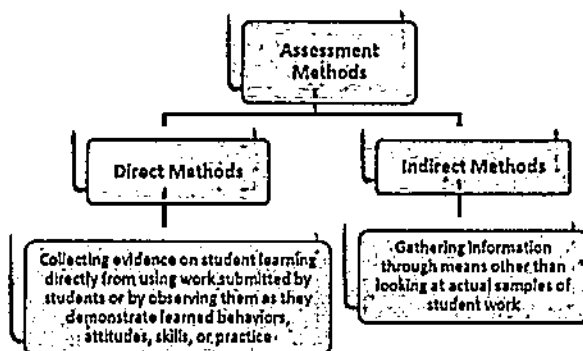 Assessment
Methods
Direct Methods
Indirect Methods
Collecting evidence on student learning
directly from using work submitted by
students or by observing them as they
demonstrate learned behaviors,
attitudes, skills, or practice
Gathering Information
through means other than
looking at actual samples of
student work